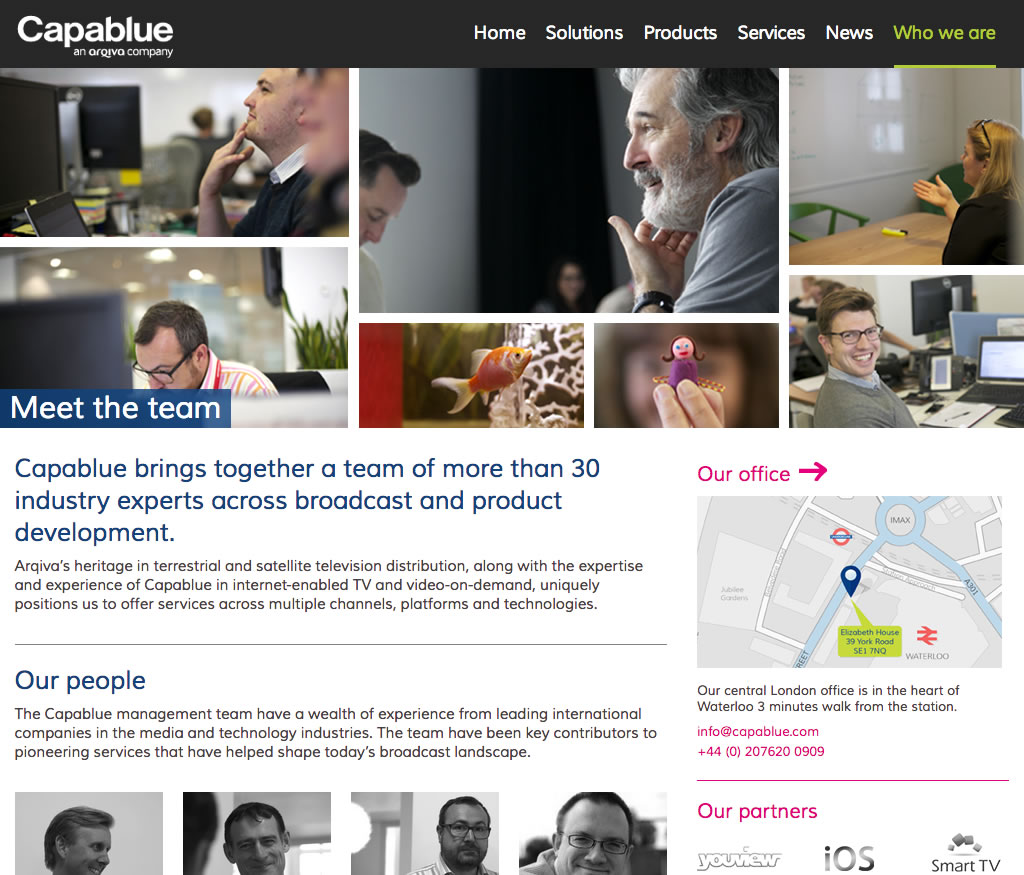 Capablue
an arqiva company
Home Solutions Products Services News Who we are
Meet the team
Capablue brings together a team of more than 30
industry experts across broadcast and product
development.
Arqiva’s heritage in terrestrial and satellite television distribution, along with the expertise
and experience of Capablue in internet-enabled TV and video-on-demand, uniquely
positions us to offer services across multiple channels, platforms and technologies.
Our people
The Capablue management team have a wealth of experience from leading international
companies in the media and technology industries. The team have been key contributors to
pioneering services that have helped shape today’s broadcast landscape.
Our office
IMAX
Jubilee
Gardens
A301
Elizabeth House
39 York Road
SE1 7NQ
WATERLOO
Our central London office is in the heart of
Waterloo 3 minutes walk from the station.
info@capablue.com
+44 (0) 207620 0909
Our partners
youview
iOS
Smart TV